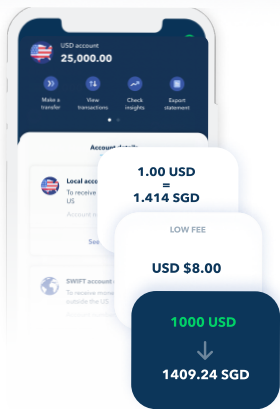 USD account
25,000.00
Make a
transfer
View
transactions
Check
insights
Export
statement
Account details
Local acco
To receive
US
Account
See
SWIFT account
To receive mone
outside the US
1.00 USD
=
1.414 SGD
LOW FEE
USD $8.00
1000 USD
1409.24 SGD